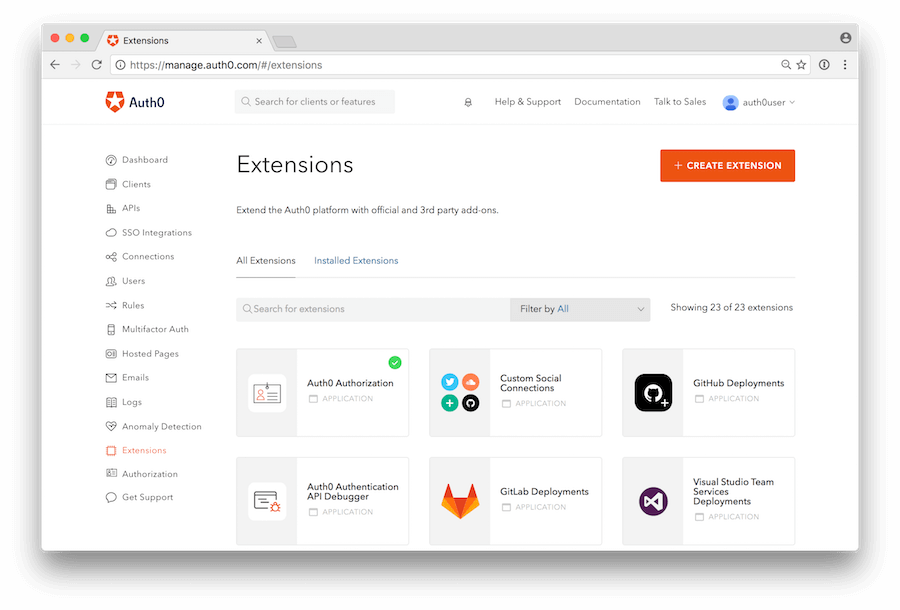 Extensions
https://manage.auth0.com/#/extensions
Auth0
Search for clients or features
Help & Support
Documentation
Talk to Sales
auth0user
Dashboard
Clients
APIs
SSO Integrations
Connections
Users
Rules
Multifactor Auth
Hosted Pages
Emails
Logs
Anomaly Detection
Extensions
Authorization
Get Support
Extensions
+ CREATE EXTENSION
Extend the Auth0 platform with official and 3rd party add-ons.
All Extensions
Installed Extensions
Search for extensions
Filter by All
Showing 23 of 23 extensions
Auth0 Authorization
APPLICATION
Custom Social
Connections
APPLICATION
GitHub Deployments
APPLICATION
Auth0 Authentication
API Debugger
APPLICATION
GitLab Deployments
APPLICATION
Visual Studio Team
Services
Deployments
APPLICATION